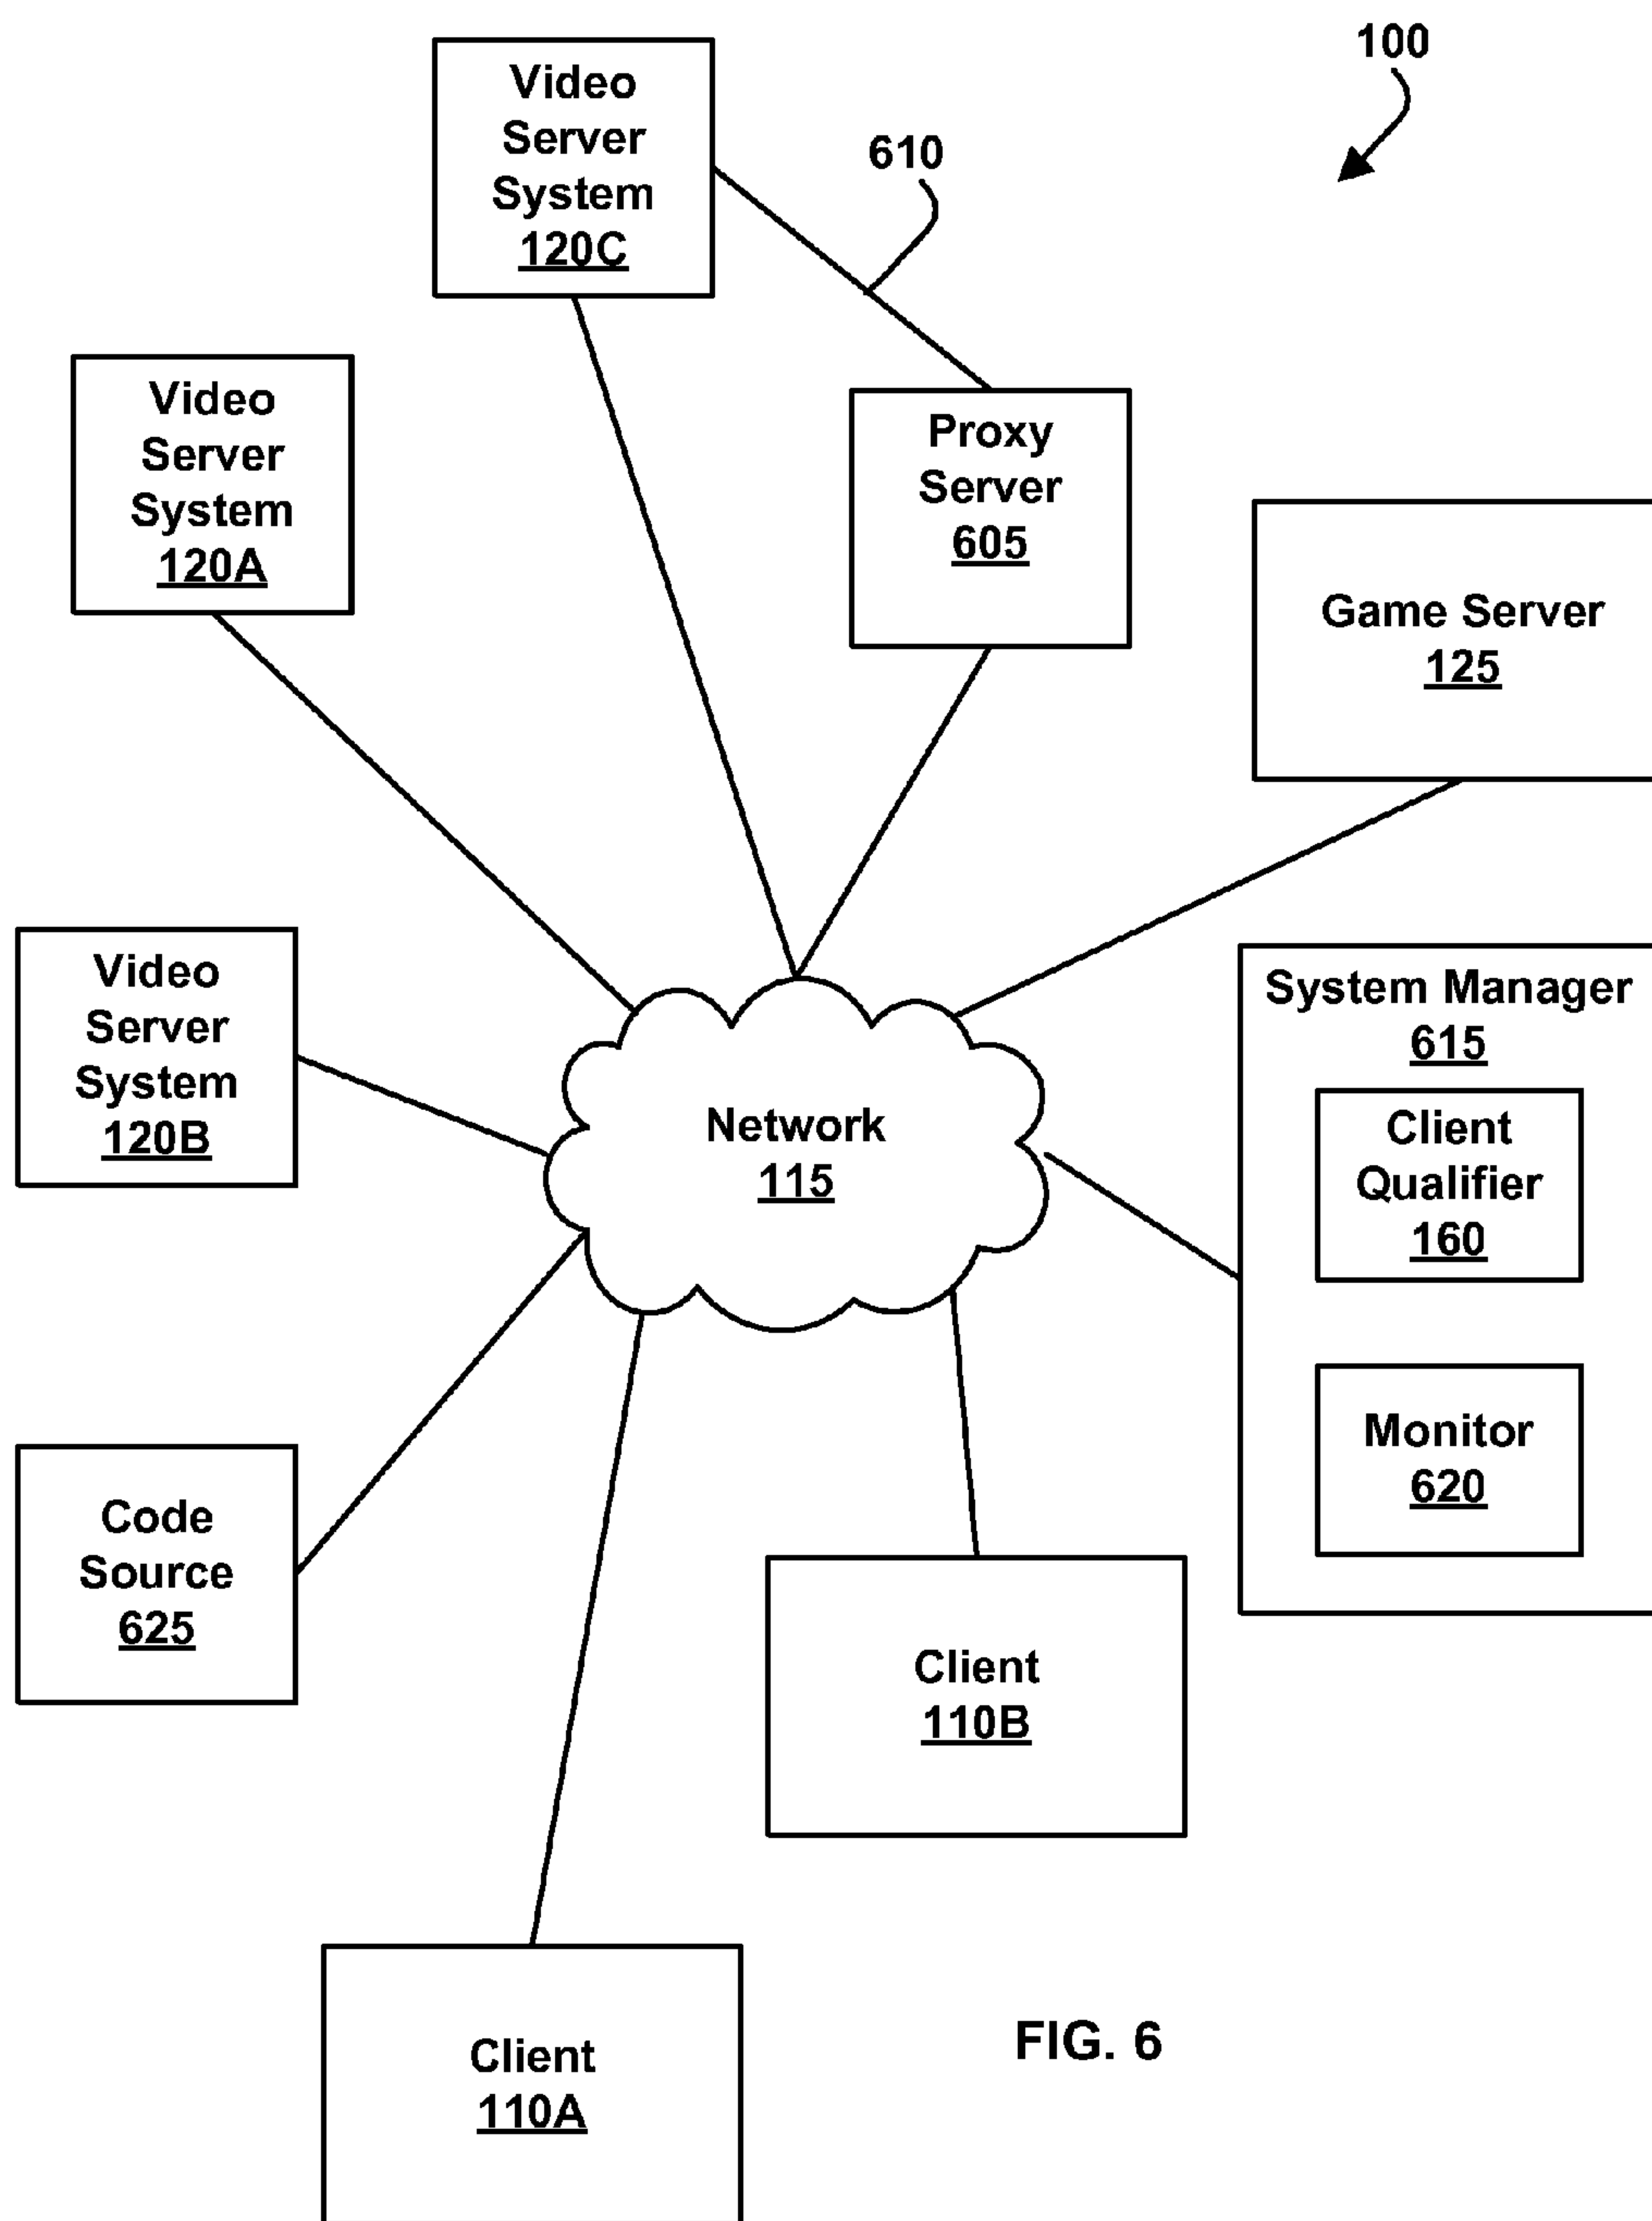 100
Video
Server
System
120C
610
Video
Server
System
120A
Proxy
Server
605
Game Server
125
Video
Server
System
120B
System Manager
615
Client
Qualifier
160
Network
115
Monitor
620
Code
Source
625
Client
110B
Client
110A
FIG. 6